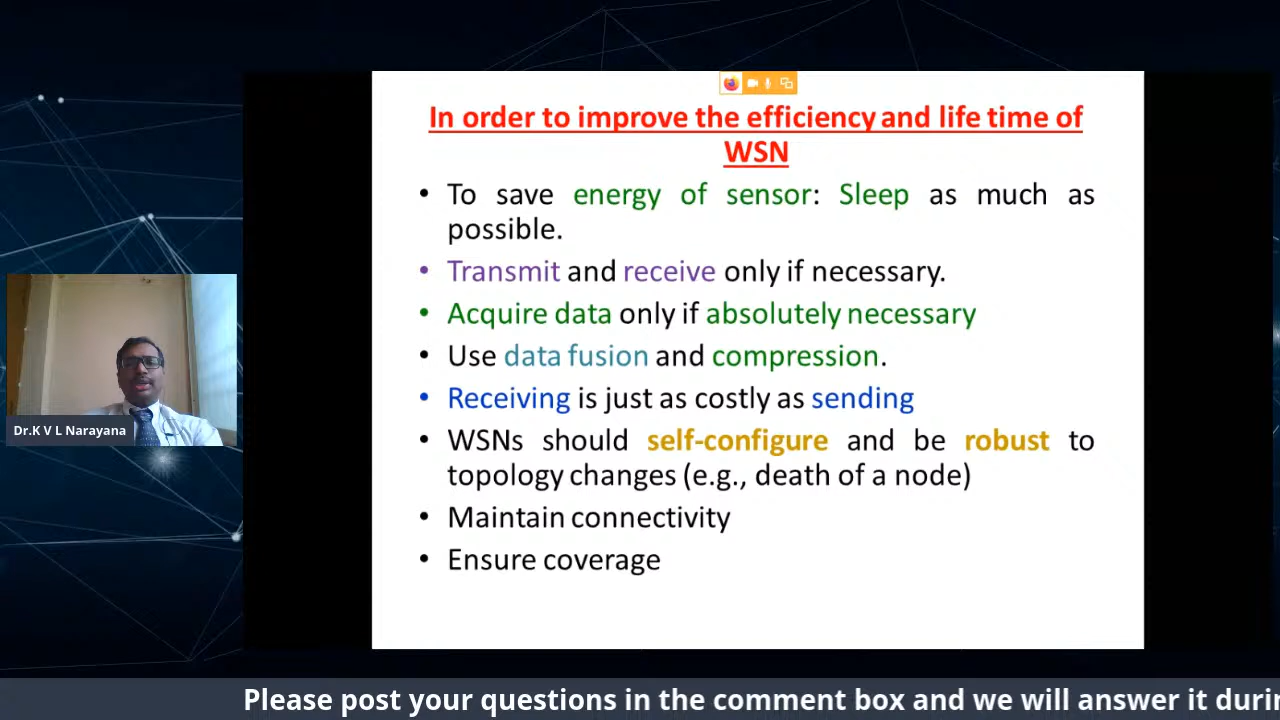 In order to improve the efficiency and life time of
WSN
• To save energy of sensor: Sleep as much as
possible.
• Transmit and receive only if necessary.
• Acquire data only if absolutely necessary
• Use data fusion and compression.
• Receiving is just as costly as sending
• WSNs should self-configure and be robust to
topology changes (e.g., death of a node)
• Maintain connectivity
• Ensure coverage
Dr.K V L Narayana
Please post your questions in the comment box and we will answer it duri